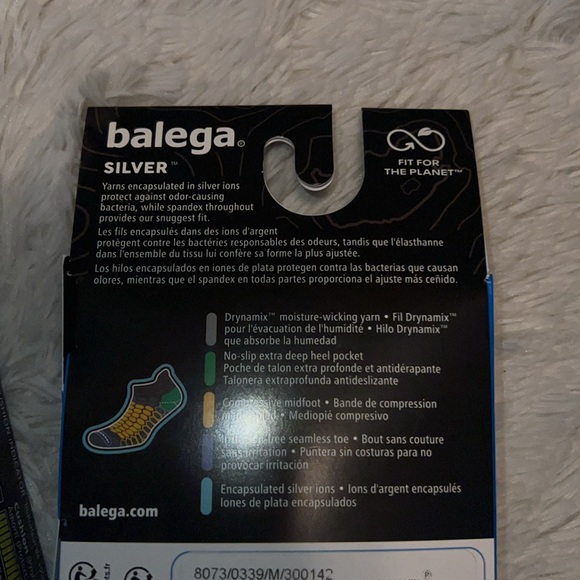 balega®
SILVER™
Yarns encapsulated in silver ions
protect against odor-causing
bacteria, while spandex throughout
provides our snuggest fit.
Les fils encapsulés dans des ions d'argent
protègent contre les bactéries responsables des odeurs, tandis que l'élasthanne
dans l'ensemble du tissu lui confère sa forme la plus ajustée.
Los hilos encapsulados en iones de plata protegen contra las bacterias que causan
olores, mientras que el spandex en todas partes proporciona el ajuste más ceñido.
FIT FOR
THE PLANET™
Drynamix™ moisture-wicking yarn • Fil Drynamix™
pour l'évacuation de l'humidité • Hilo Drynamix™
que absorbe la humedad
No-slip extra deep heel pocket
Poche de talon extra profonde et antidérapante
Talonera extraprofunda antideslizante
Compressive midfoot • Bande de compression
• Mediopié compresivo
free seamless toe • Bout sans couture
sans irritation • Puntera sin costuras para no
provocar irritación
Encapsulated silver ions • Ions d'argent encapsulés
Iones de plata encapsulados
balega.com
8073/0339/M/300142